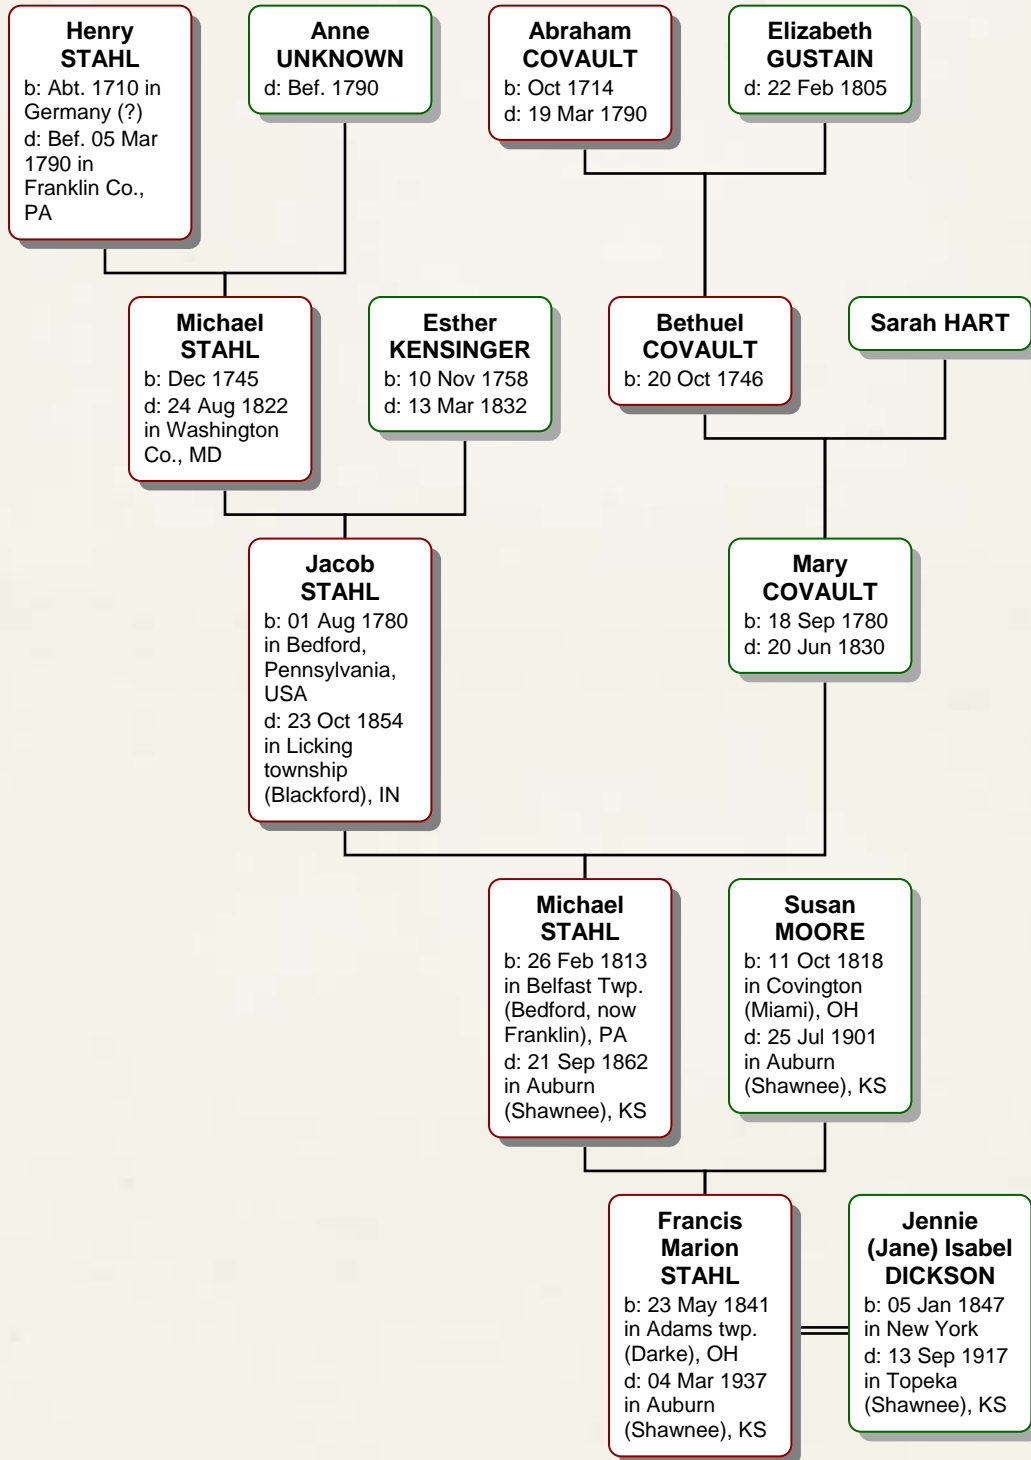 Henry
STAHL
b: Abt. 1710 in
Germany (?)
d: Bef. 05 Mar
1790 in
Franklin Co.,
PA
Anne
UNKNOWN
d: Bef. 1790
Abraham
COVAULT
b: Oct 1714
d: 19 Mar 1790
Elizabeth
GUSTAIN
d: 22 Feb 1805
Michael
STAHL
b: Dec 1745
d: 24 Aug 1822
in Washington
Co., MD
Esther
KENSINGER
b: 10 Nov 1758
d: 13 Mar 1832
Bethuel
COVAULT
b: 20 Oct 1746
Sarah HART
Jacob
STAHL
b: 01 Aug 1780
in Bedford,
Pennsylvania,
USA
d: 23 Oct 1854
in Licking
township
(Blackford), IN
Mary
COVAULT
b: 18 Sep 1780
d: 20 Jun 1830
Michael
STAHL
b: 26 Feb 1813
in Belfast Twp.
(Bedford, now
Franklin), PA
d: 21 Sep 1862
in Auburn
(Shawnee), KS
Susan
MOORE
b: 11 Oct 1818
in Covington
(Miami), OH
d: 25 Jul 1901
in Auburn
(Shawnee), KS
Francis
Marion
STAHL
b: 23 May 1841
in Adams twp.
(Darke), OH
d: 04 Mar 1937
in Auburn
(Shawnee), KS
Jennie
(Jane) Isabel
DICKSON
b: 05 Jan 1847
in New York
d: 13 Sep 1917
in Topeka
(Shawnee), KS